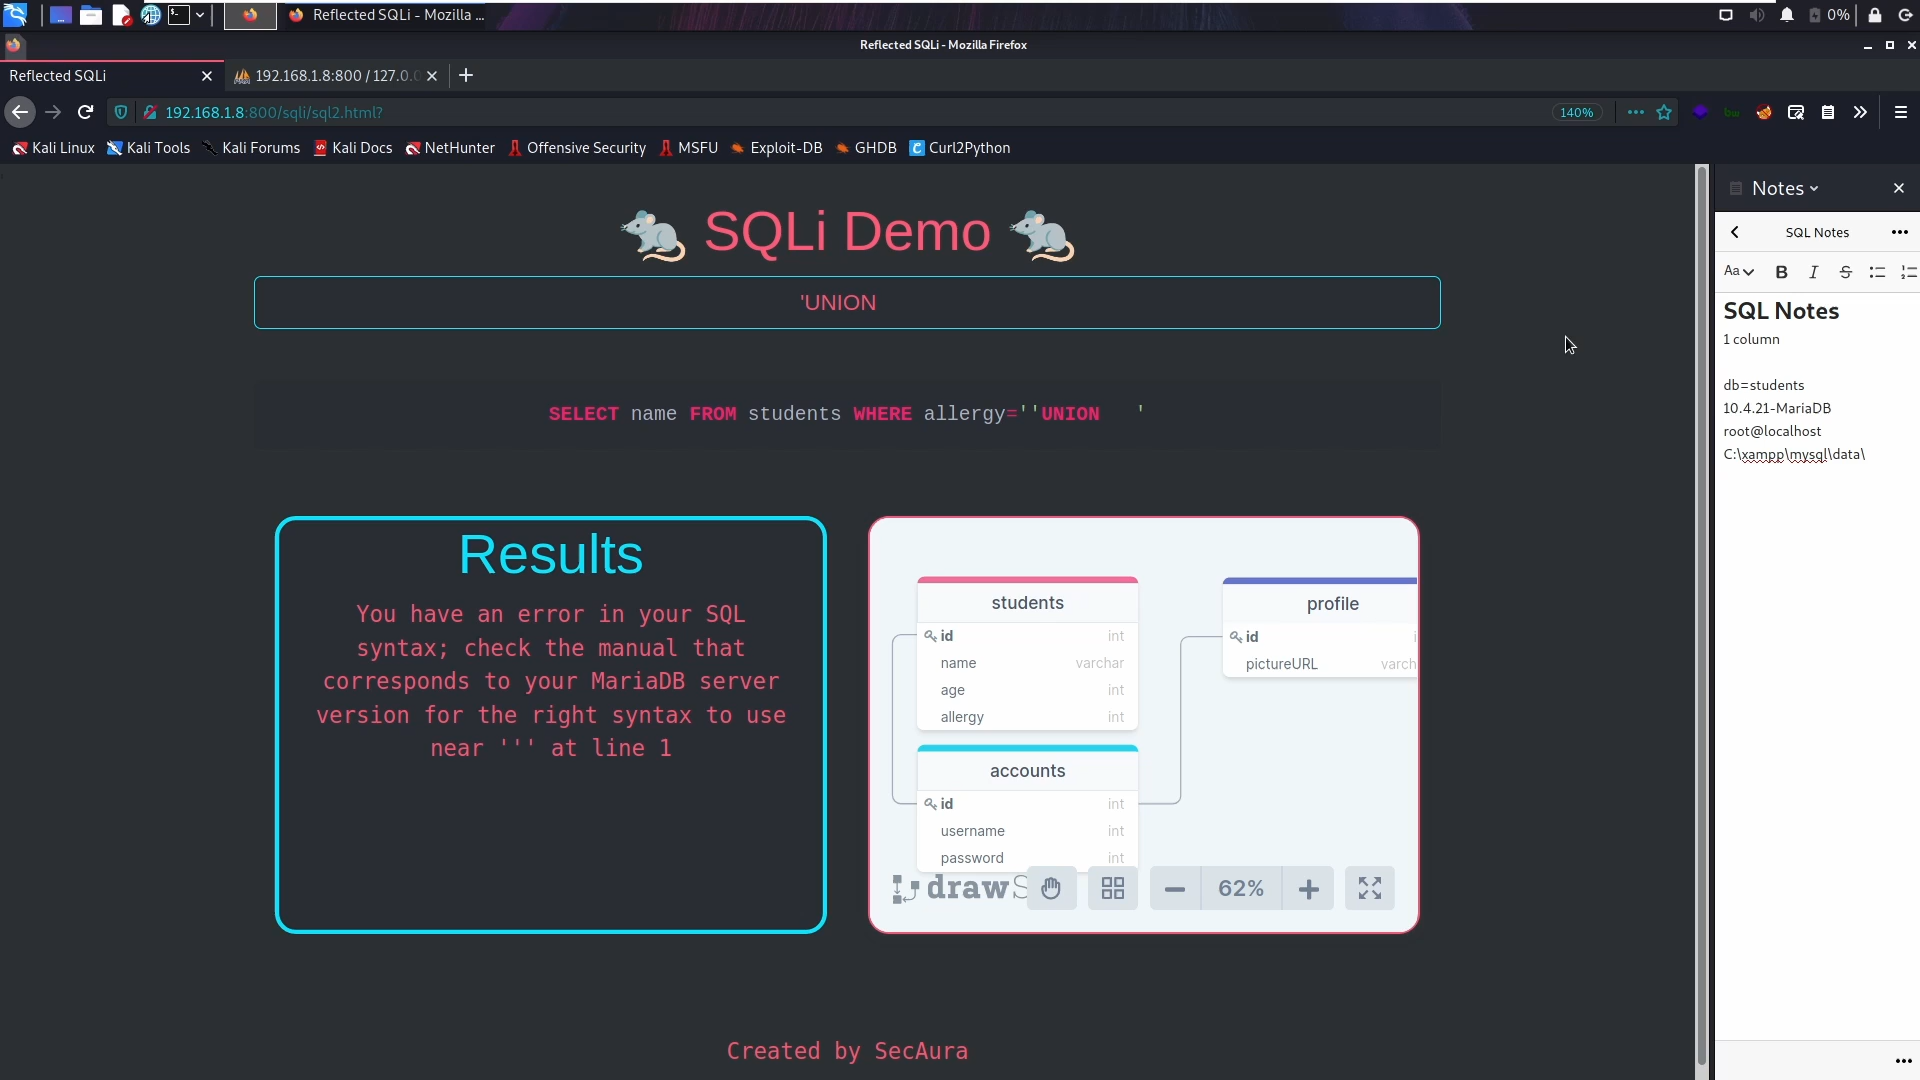 Reflected SQLi - Mozilla ...
0%
Reflected SQLi - Mozilla Firefox
Reflected SQLi
192.168.1.8:800 / 127.0.0
192.168.1.8:800/sqli/sql2.html?
140%
Kali Linux
Kali Tools
Kali Forums
Kali Docs
NetHunter
Offensive Security
MSFU
Exploit-DB
GHDB
Curl2Python
SQLi Demo
'UNION
SELECT name FROM students WHERE allergy=''UNION '
Results
You have an error in your SQL
syntax; check the manual that
corresponds to your MariaDB server
version for the right syntax to use
near ''' at line 1
students
id int
name varchar
age int
allergy int
accounts
id int
username int
password int
profile
id i
pictureURL varch
drawS
62%
Created by SecAura
Notes
SQL Notes
Aa B I S
SQL Notes
1 column
db=students
10.4.21-MariaDB
root@localhost
C:\xampp\mysql\data\